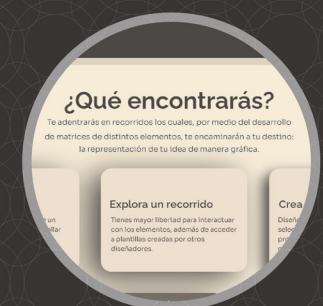 ¿Qué encontrarás?
Te adentrarás en recorridos los cuales, por medio del desarrollo
de matrices de distintos elementos, te encaminarán a tu destino:
la representación de tu idea de manera gráfica.
Explora un recorrido
Tienes mayor libertad para interactuar
con los elementos, además de acceder
a plantillas creadas por otros
diseñadores.
Crea